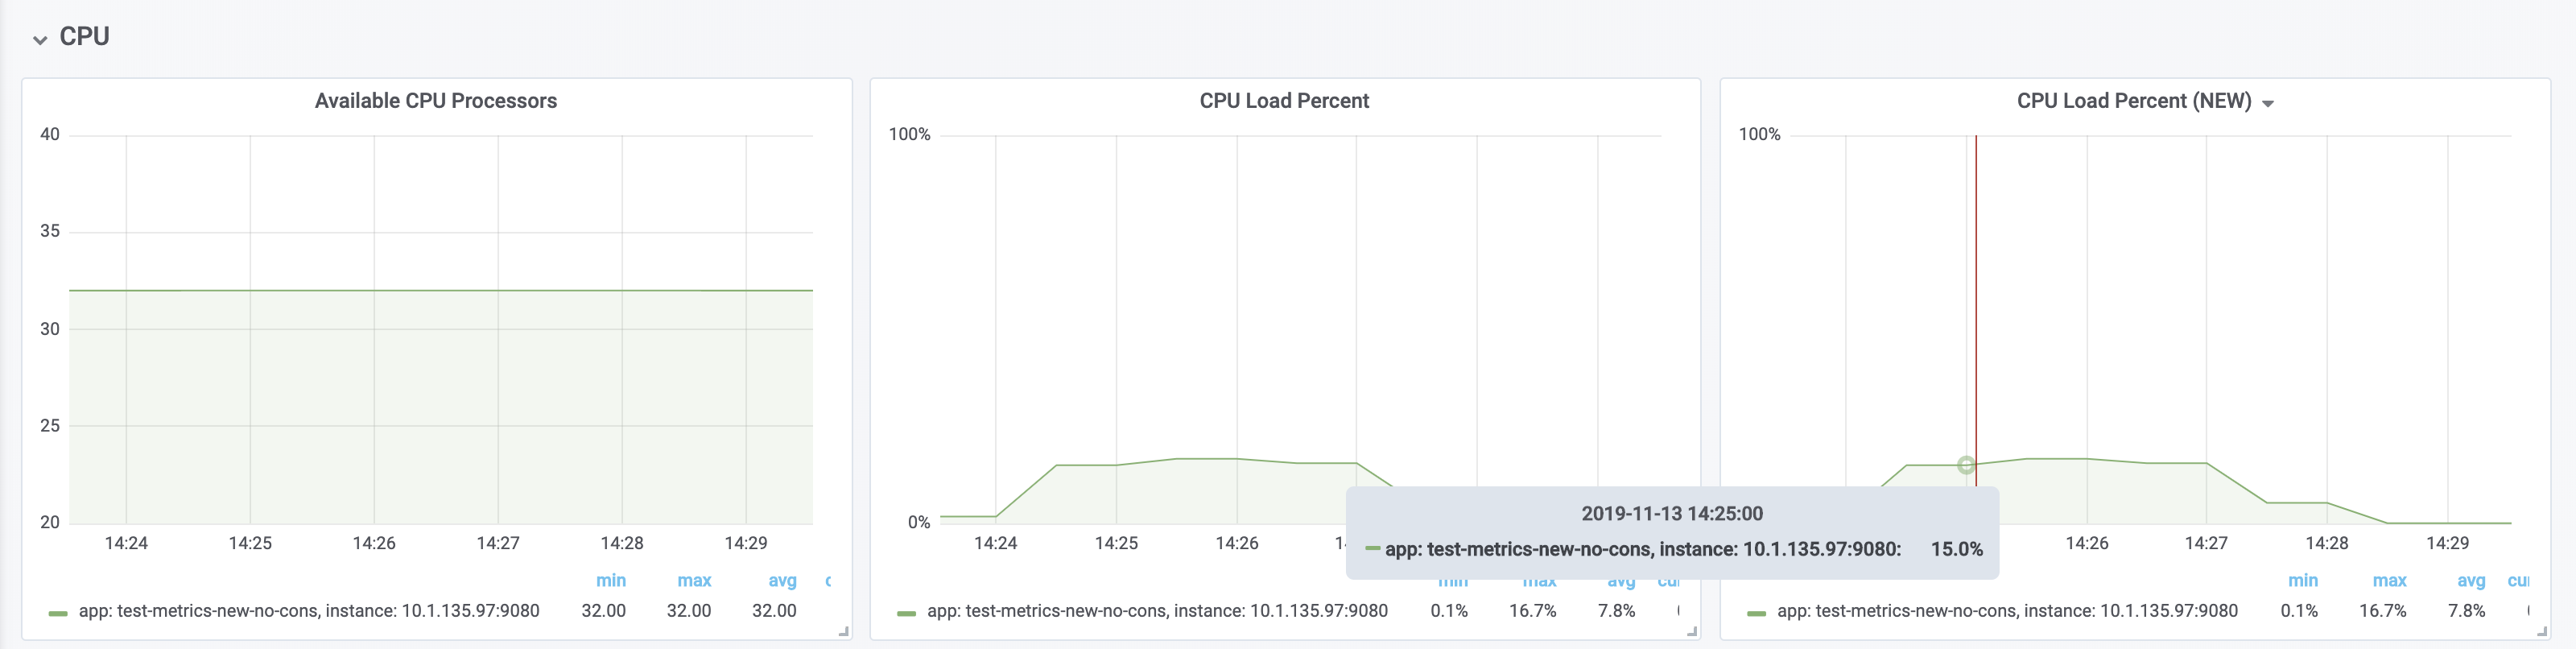 CPU
Available CPU Processors
40
35
30
25
20
14:24 14:25 14:26 14:27 14:28 14:29
min max avg
app: test-metrics-new-no-cons, instance: 10.1.135.97:9080 32.00 32.00 32.00
CPU Load Percent
100%
0%
14:24 14:25 14:26
min max avg
app: test-metrics-new-no-cons, instance: 10.1.135.97:9080 0.1% 16.7% 7.8%
CPU Load Percent (NEW)
100%
2019-11-13 14:25:00
app: test-metrics-new-no-cons, instance: 10.1.135.97:9080: 15.0%
14:26 14:27 14:28 14:29
min max avg
app: test-metrics-new-no-cons, instance: 10.1.135.97:9080 0.1% 16.7% 7.8%